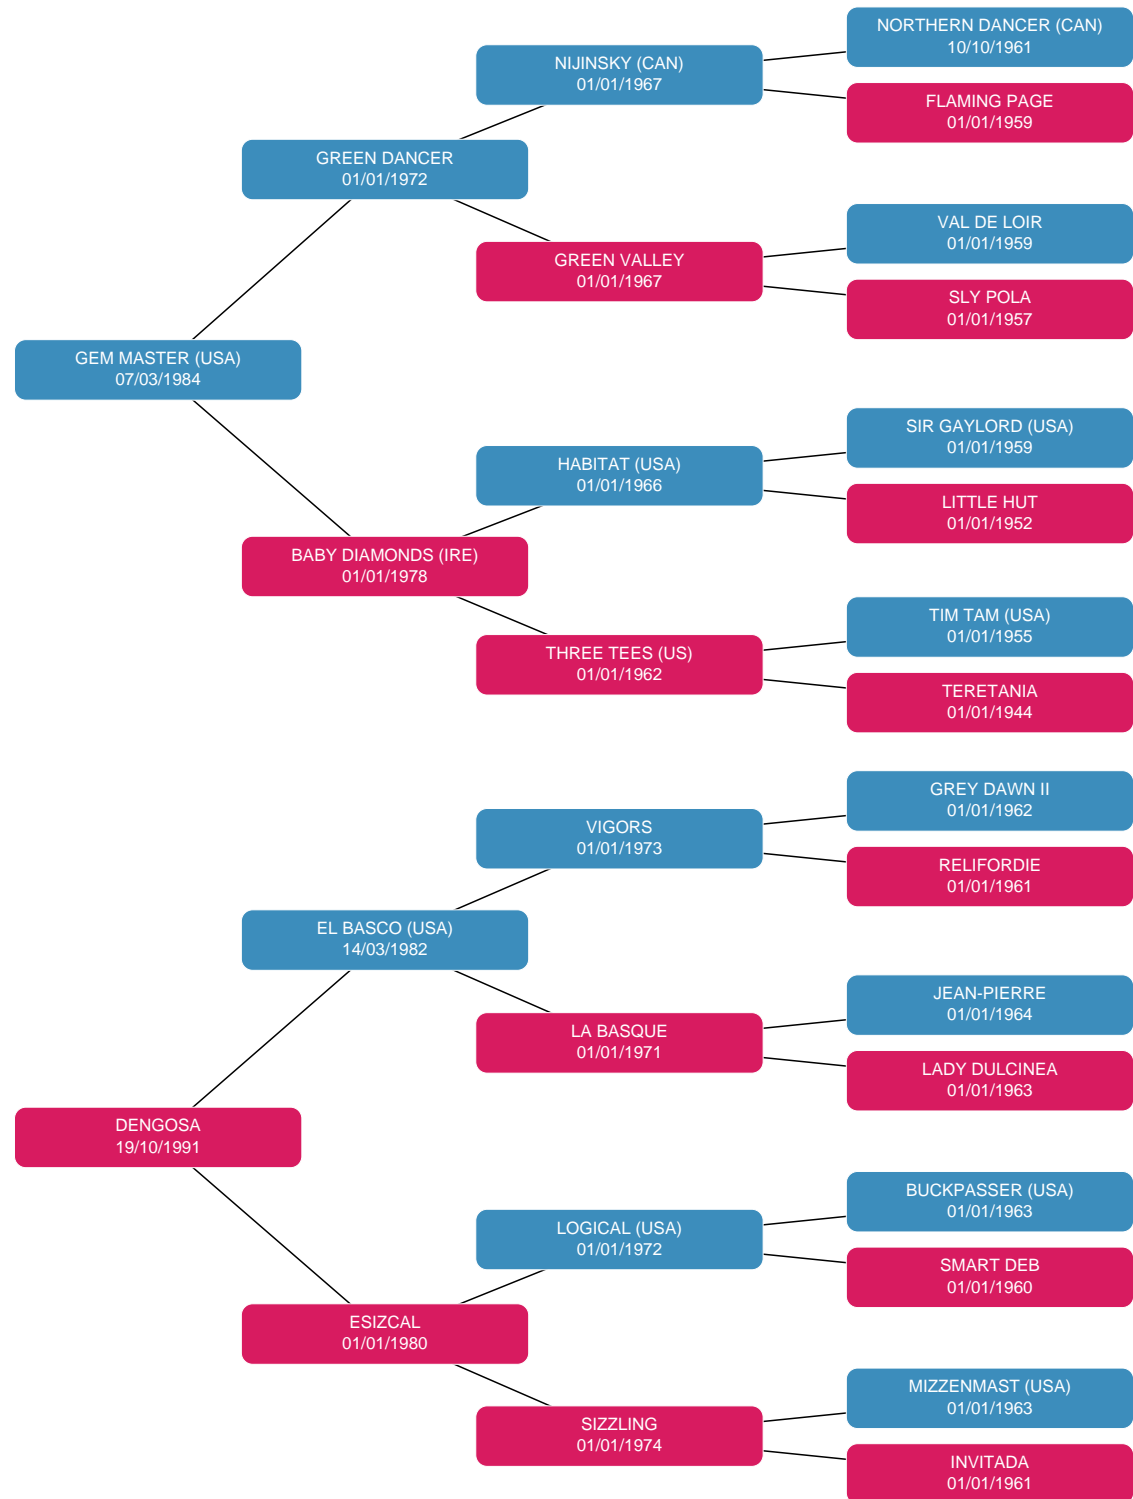 NORTHERN DANCER (CAN)
10/10/1961
NIJINSKY (CAN)
01/01/1967
FLAMING PAGE
01/01/1959
GREEN DANCER
01/01/1972
VAL DE LOIR
01/01/1959
GREEN VALLEY
01/01/1967
SLY POLA
01/01/1957
GEM MASTER (USA)
07/03/1984
SIR GAYLORD (USA)
01/01/1959
HABITAT (USA)
01/01/1966
LITTLE HUT
01/01/1952
BABY DIAMONDS (IRE)
01/01/1978
TIM TAM (USA)
01/01/1955
THREE TEES (US)
01/01/1962
TERETANIA
01/01/1944
GREY DAWN II
01/01/1962
VIGORS
01/01/1973
RELIFORDIE
01/01/1961
EL BASCO (USA)
14/03/1982
JEAN-PIERRE
01/01/1964
LA BASQUE
01/01/1971
LADY DULCINEA
01/01/1963
DENGOSA
19/10/1991
BUCKPASSER (USA)
01/01/1963
LOGICAL (USA)
01/01/1972
SMART DEB
01/01/1960
ESIZCAL
01/01/1980
MIZZENMAST (USA)
01/01/1963
SIZZLING
01/01/1974
INVITADA
01/01/1961